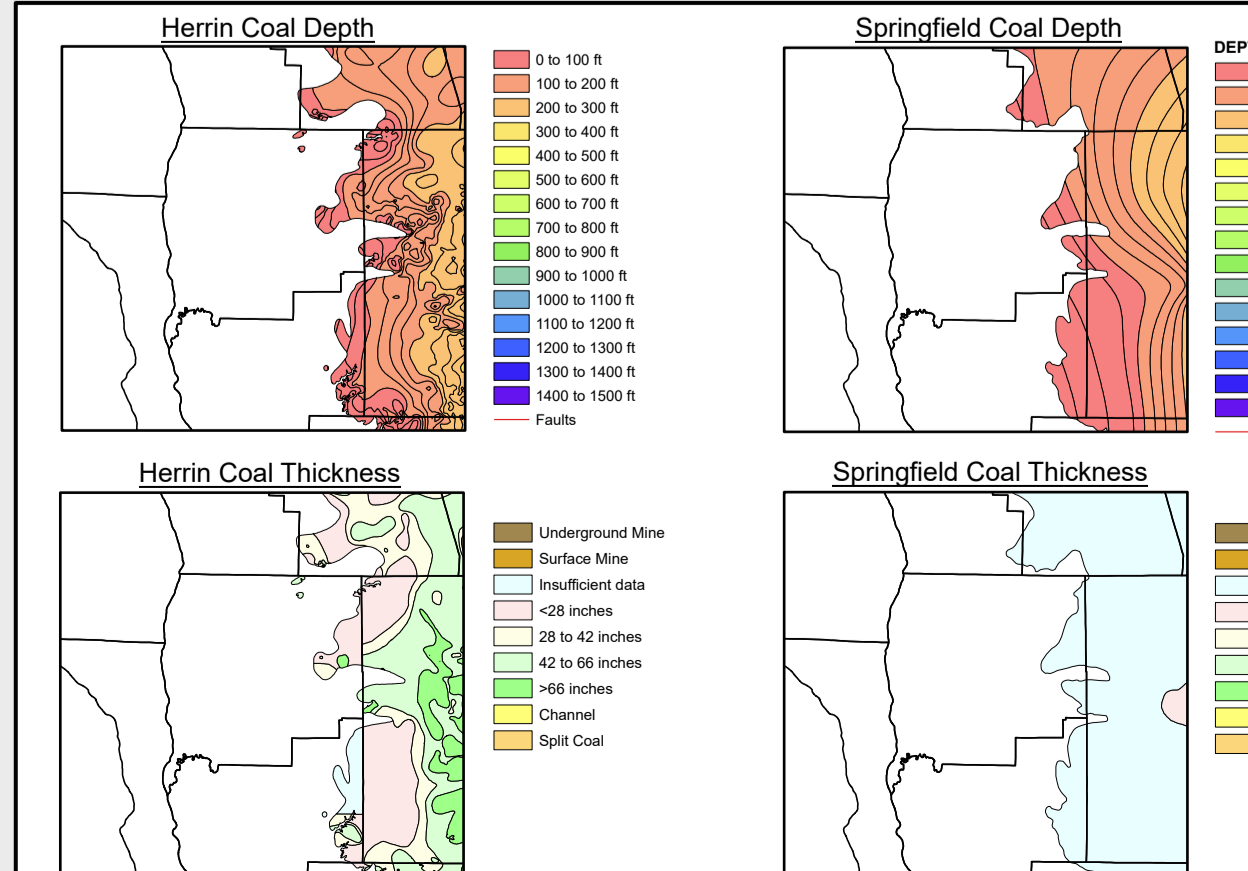 Herrin Coal Depth
0 to 100 ft
100 to 200 ft
200 to 300 ft
300 to 400 ft
400 to 500 ft
500 to 600 ft
600 to 700 ft
700 to 800 ft
800 to 900 ft
900 to 1000 ft
1000 to 1100 ft
1100 to 1200 ft
1200 to 1300 ft
1300 to 1400 ft
1400 to 1500 ft
Faults
Springfield Coal Depth
Herrin Coal Thickness
Underground Mine
Surface Mine
Insufficient data
<28 inches
28 to 42 inches
42 to 66 inches
>66 inches
Channel
Split Coal
Springfield Coal Thickness